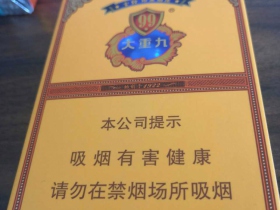 大重九
本公司提示
吸烟有害健康
请勿在禁烟场所吸烟